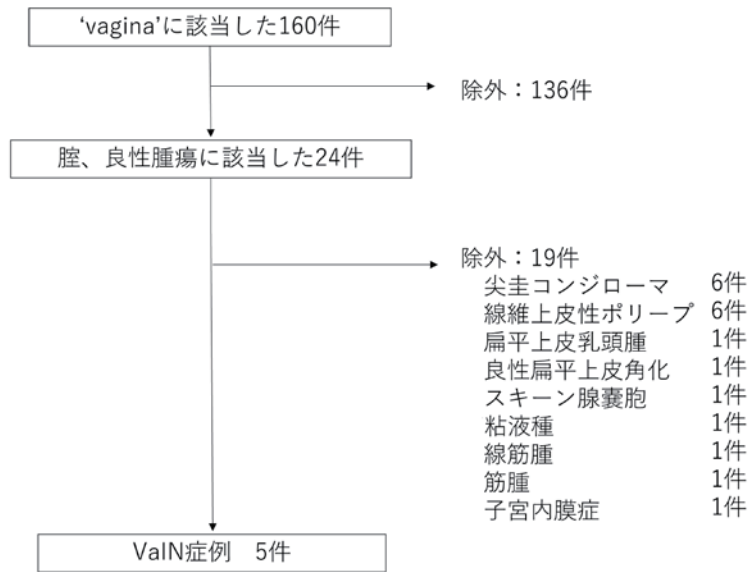 ‘vagina’に該当した160件
除外：136件
腟、良性腫瘍に該当した24件
除外：19件
尖圭コンジローマ 6件
線維上皮性ポリープ 6件
扁平上皮乳頭腫 1件
良性扁平上皮角化 1件
スキーン腺嚢胞 1件
粘液種 1件
線筋腫 1件
筋腫 1件
子宮内膜症 1件
VaIN症例 5件